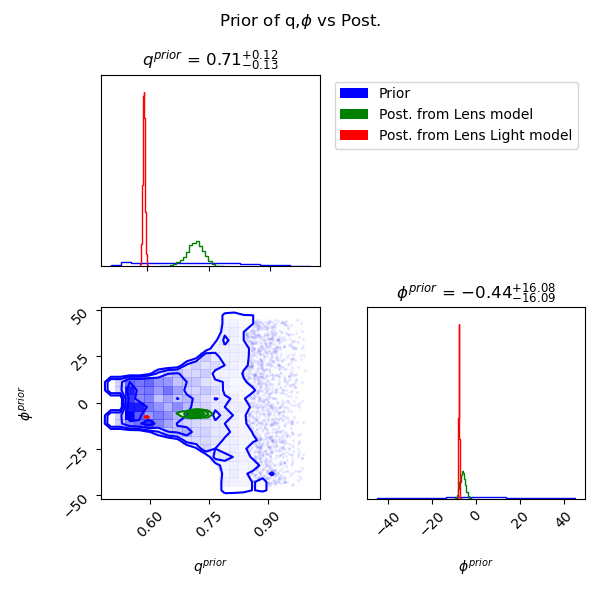 Prior of q,ϕ vs Post.
q^{prior} = 0.71^{+0.12}_{−0.13}
Prior
Post. from Lens model
Post. from Lens Light model
ϕ^{prior} = −0.44^{+16.08}_{−16.09}
50
25
0
−25
−50
ϕ^{prior}
0.60 0.75 0.90
q^{prior}
−40 −20 0 20 40
ϕ^{prior}